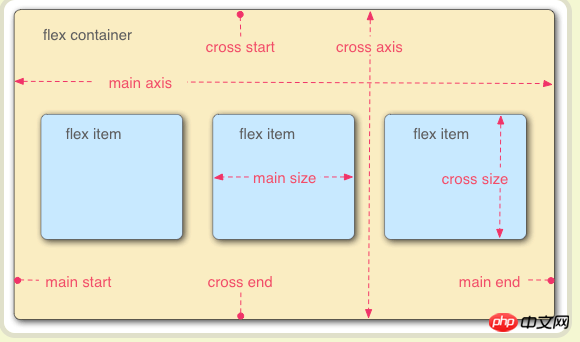 flex container
cross start
cross axis
main axis
flex item
flex item
flex item
main size
cross size
main start
cross end
main end
php 中文网